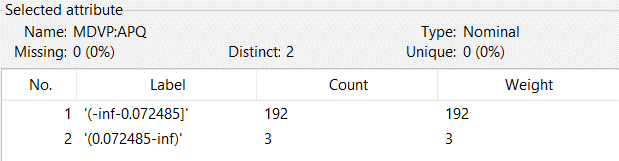 Selected attribute
Name: MDVP:APQ Type: Nominal
Missing: 0 (0%) Distinct: 2 Unique: 0 (0%)
No. Label Count Weight
1 '(-inf-0.072485]' 192 192
2 '(0.072485-inf)' 3 3